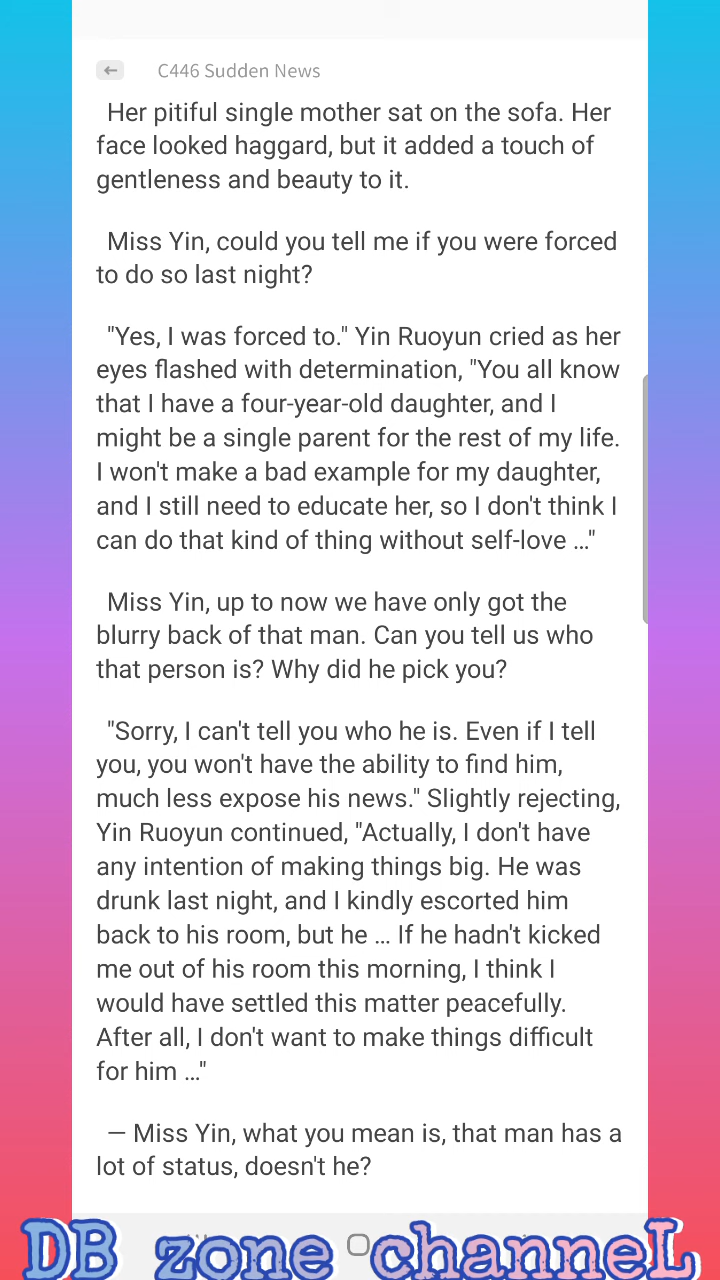 C446 Sudden News
Her pitiful single mother sat on the sofa. Her
face looked haggard, but it added a touch of
gentleness and beauty to it.
Miss Yin, could you tell me if you were forced
to do so last night?
"Yes, I was forced to." Yin Ruoyun cried as her
eyes flashed with determination, "You all know
that I have a four-year-old daughter, and I
might be a single parent for the rest of my life.
I won't make a bad example for my daughter,
and I still need to educate her, so I don't think I
can do that kind of thing without self-love ..."
Miss Yin, up to now we have only got the
blurry back of that man. Can you tell us who
that person is? Why did he pick you?
"Sorry, I can't tell you who he is. Even if I tell
you, you won't have the ability to find him,
much less expose his news." Slightly rejecting,
Yin Ruoyun continued, "Actually, I don't have
any intention of making things big. He was
drunk last night, and I kindly escorted him
back to his room, but he ... If he hadn't kicked
me out of his room this morning, I think I
would have settled this matter peacefully.
After all, I don't want to make things difficult
for him ..."
— Miss Yin, what you mean is, that man has a
lot of status, doesn't he?
DB zone channeL